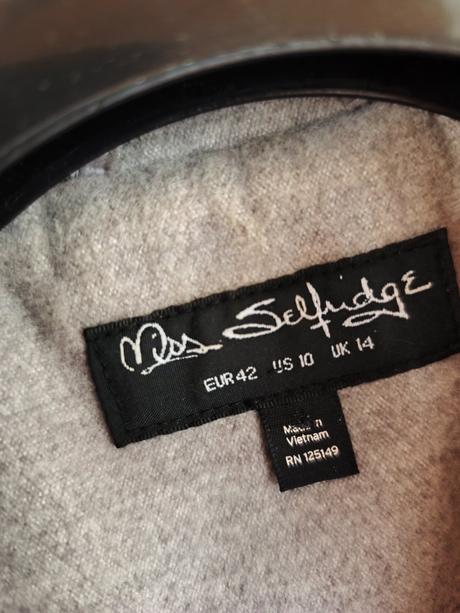 Miss Selfridge
EUR 42 US 10 UK 14
Made in
Vietnam
RN 125149